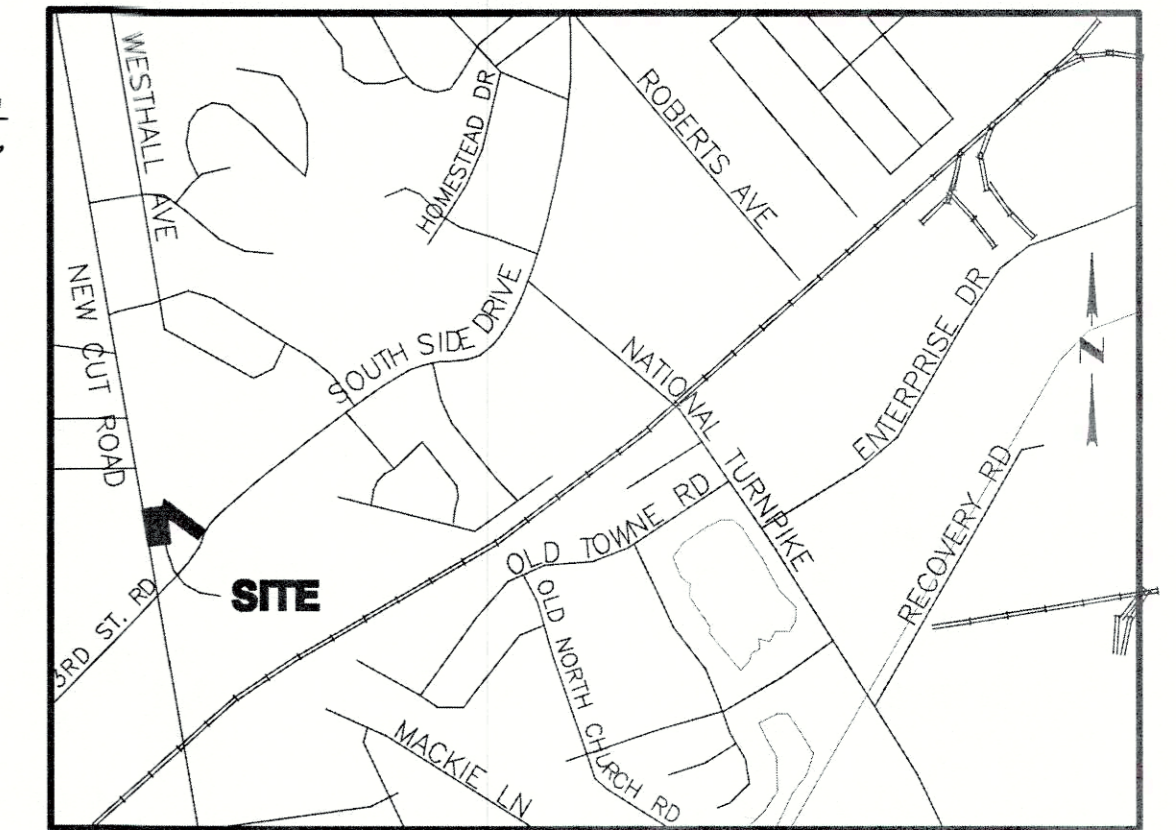 WESTHALL AVE
HOMESTEAD DR
ROBERTS AVE
NEW CUT ROAD
SOUTH SIDE DRIVE
NATIONAL TURNPIKE
ENTERPRISE DR
N
OLD TOWNE RD
RECOVERY RD
SITE
3RD ST. RD
OLD NORTH CHURCH RD
MACKIE LN